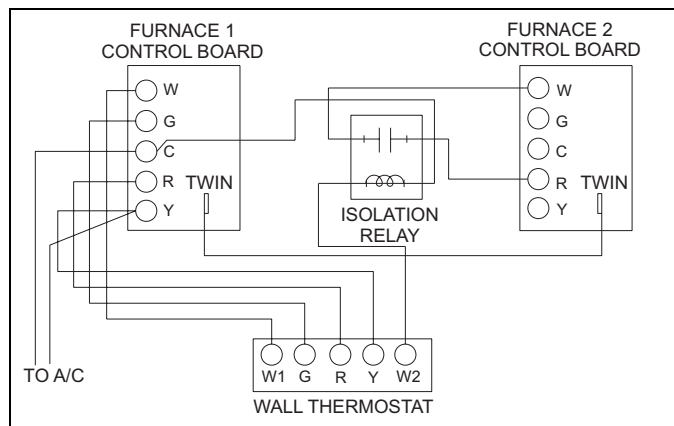 FURNACE 1
CONTROL BOARD
W
G
C
R
Y
TWIN
FURNACE 2
CONTROL BOARD
W
G
C
R
Y
TWIN
ISOLATION
RELAY
TO A/C
W1 G R Y W2
WALL THERMOSTAT